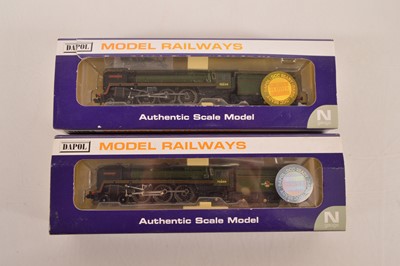 DAPOL
MODEL RAILWAYS
Authentic Scale Model
N
DAPOL
MODEL RAILWAYS
Authentic Scale Model
N